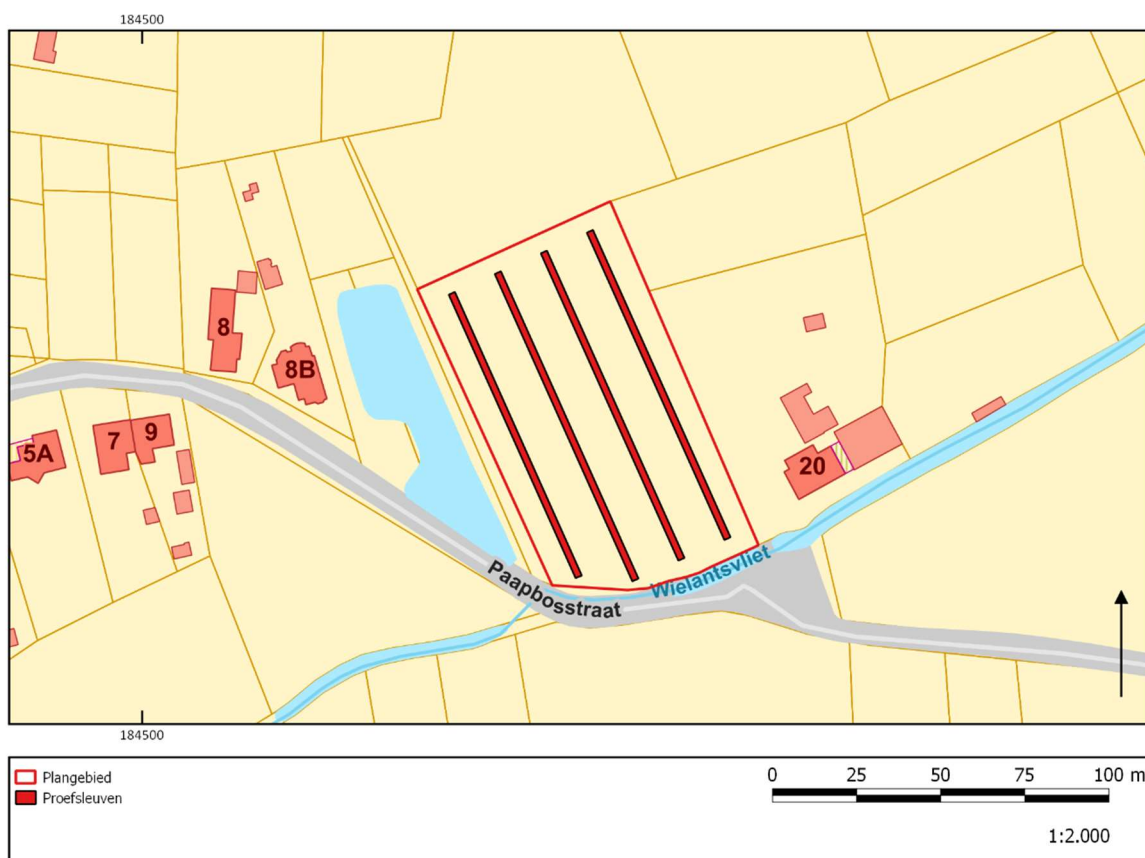 184500
8
8B
7
9
5A
20
Wielantsvliet
Paapbosstraat
184500
Plangebied
Proefsleuven
0 25 50 75 100 m
1:2.000